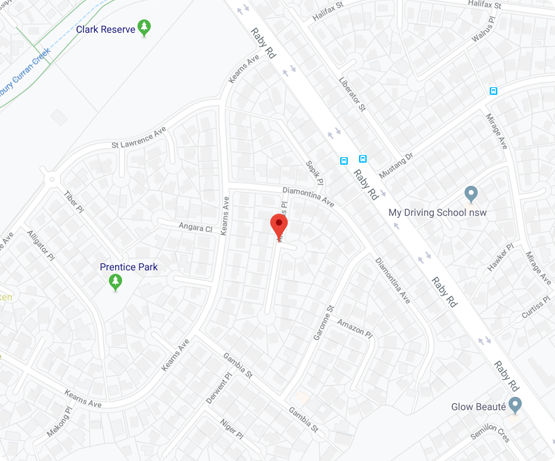 Halifax St
Halifax St
Clark Reserve
Walrus Pl
Raby Rd
bury Curran Creek
Kearns Ave
Liberator St
Mirage Ave
St Lawrence Ave
Mustang Dr
Sepik Pl
Raby Rd
Diamontina Ave
My Driving School nsw
Tiber Pl
Kearns Ave
s Pl
Angara Cl
Alligator Pl
e Ave
Hawker Pl
Mirage Ave
Prentice Park
Diamontina Ave
Raby Rd
ten
Curtiss Pl
Garonne St
Amazon Pl
Kearns Ave
Gambia St
Raby Rd
Derwent Pl
Kearns Ave
Glow Beauté
Gambia St
Mekong Pl
Niger Pl
Semillon Cres